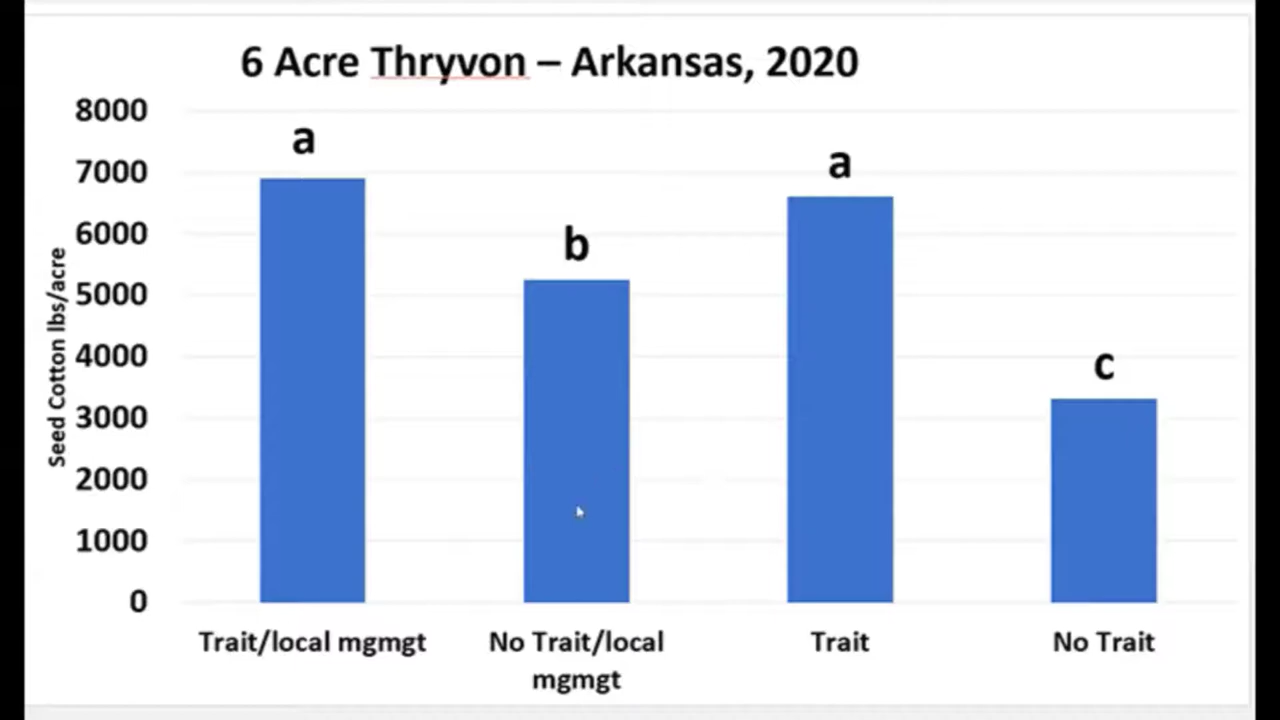 6 Acre Thryvon – Arkansas, 2020
8000
7000
6000
5000
4000
3000
2000
1000
0
Seed Cotton lbs/acre
a
b
a
c
Trait/local mgmgt
No Trait/local
mgmgt
Trait
No Trait